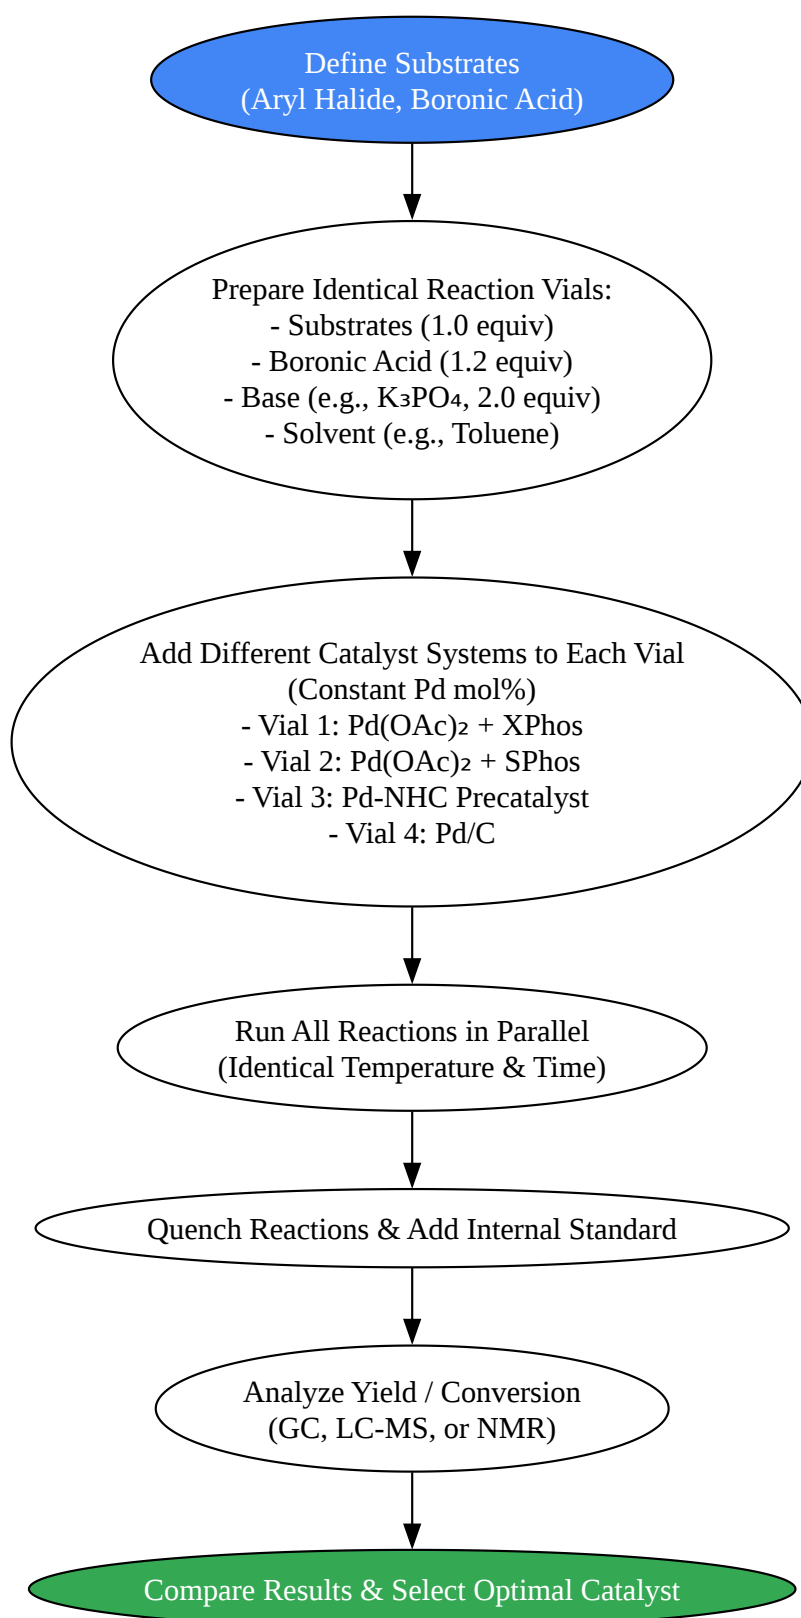 Define Substrates
(Aryl Halide, Boronic Acid)
Prepare Identical Reaction Vials:
- Substrates (1.0 equiv)
- Boronic Acid (1.2 equiv)
- Base (e.g., K₃PO₄, 2.0 equiv)
- Solvent (e.g., Toluene)
Add Different Catalyst Systems to Each Vial
(Constant Pd mol%)
- Vial 1: Pd(OAc)₂ + XPhos
- Vial 2: Pd(OAc)₂ + SPhos
- Vial 3: Pd-NHC Precatalyst
- Vial 4: Pd/C
Run All Reactions in Parallel
(Identical Temperature & Time)
Quench Reactions & Add Internal Standard
Analyze Yield / Conversion
(GC, LC-MS, or NMR)
Compare Results & Select Optimal Catalyst